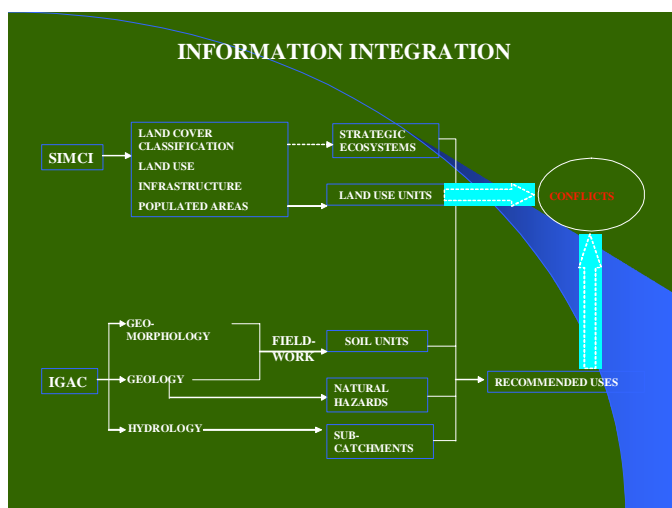 INFORMATION INTEGRATION
SIMCI
LAND COVER
CLASSIFICATION
LAND USE
INFRASTRUCTURE
POPULATED AREAS
STRATEGIC
ECOSYSTEMS
LAND USE UNITS
CONFLICTS
IGAC
GEO-
MORPHOLOGY
GEOLOGY
HYDROLOGY
FIELD-
WORK
SOIL UNITS
NATURAL
HAZARDS
SUB-
CATCHMENTS
RECOMMENDED USES